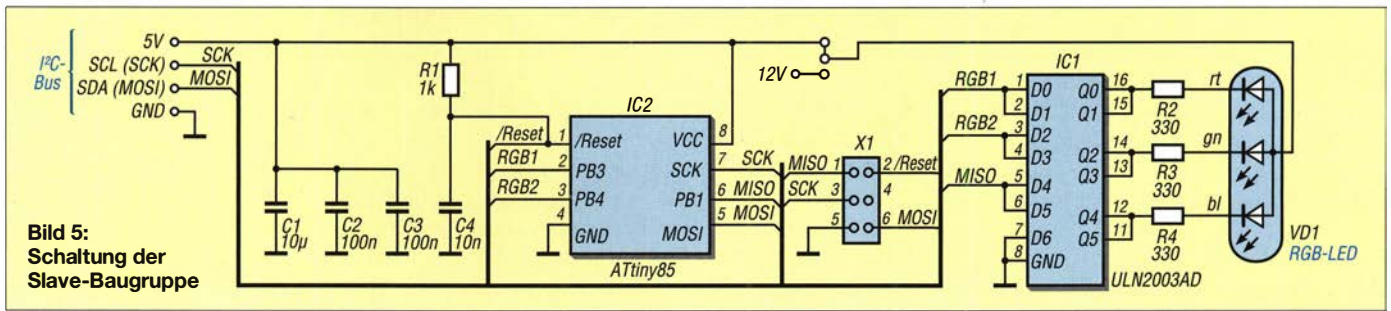 I²C-
Bus
5V
SCL (SCK)
SCK
SDA (MOSI)
MOSI
GND
R1
1k
C1
10µ
C2
100n
C3
100n
C4
10n
/Reset
RGB1
RGB2
IC2
1
/Reset
2
PB3
3
PB4
4
GND
VCC
8
SCK
7
PB1
6
MOSI
5
ATtiny85
SCK
MISO
MOSI
12V
X1
MISO
1
2
/Reset
SCK
3
4
5
6
MOSI
RGB1
RGB2
MISO
IC1
1
D0
2
D1
3
D2
4
D3
5
D4
6
D5
7
D6
8
GND
Q0
16
Q1
15
Q2
14
Q3
13
Q4
12
Q5
11
ULN2003AD
R2
330
rt
R3
330
gn
R4
330
bl
VD1
RGB-LED
Bild 5:
Schaltung der
Slave-Baugruppe